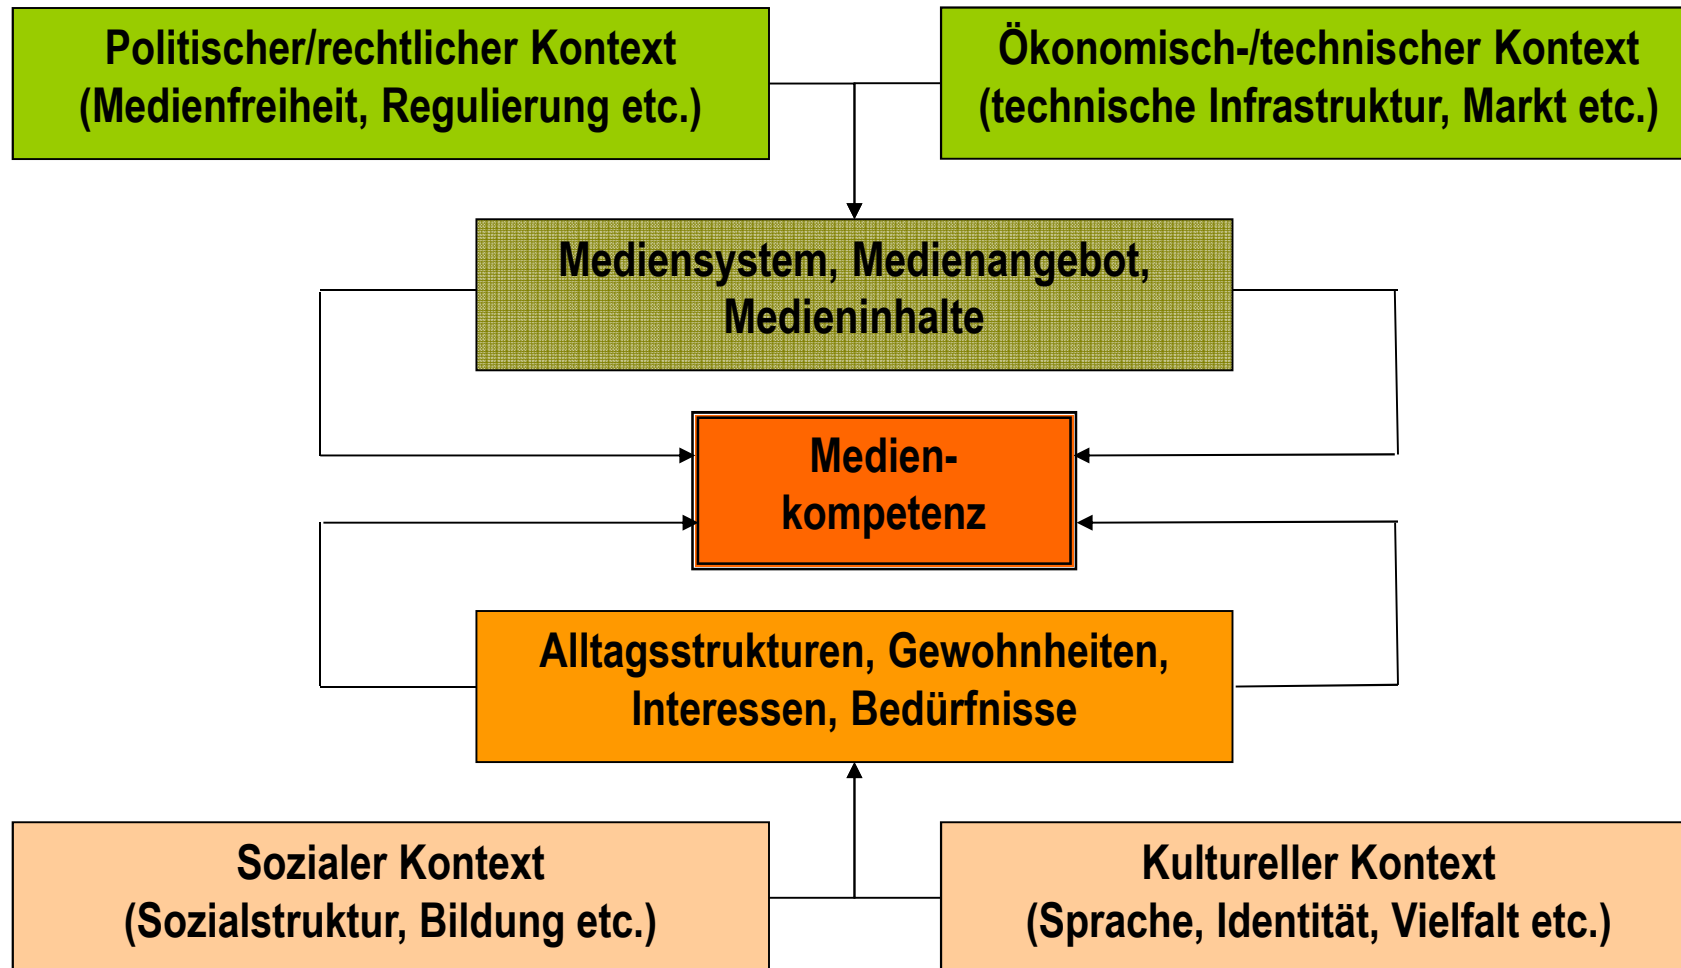 Politischer/rechtlicher Kontext
(Medienfreiheit, Regulierung etc.)
Ökonomisch-/technischer Kontext
(technische Infrastruktur, Markt etc.)
Mediensystem, Medienangebot,
Medieninhalte
Medien-
kompetenz
Alltagsstrukturen, Gewohnheiten,
Interessen, Bedürfnisse
Sozialer Kontext
(Sozialstruktur, Bildung etc.)
Kultureller Kontext
(Sprache, Identität, Vielfalt etc.)